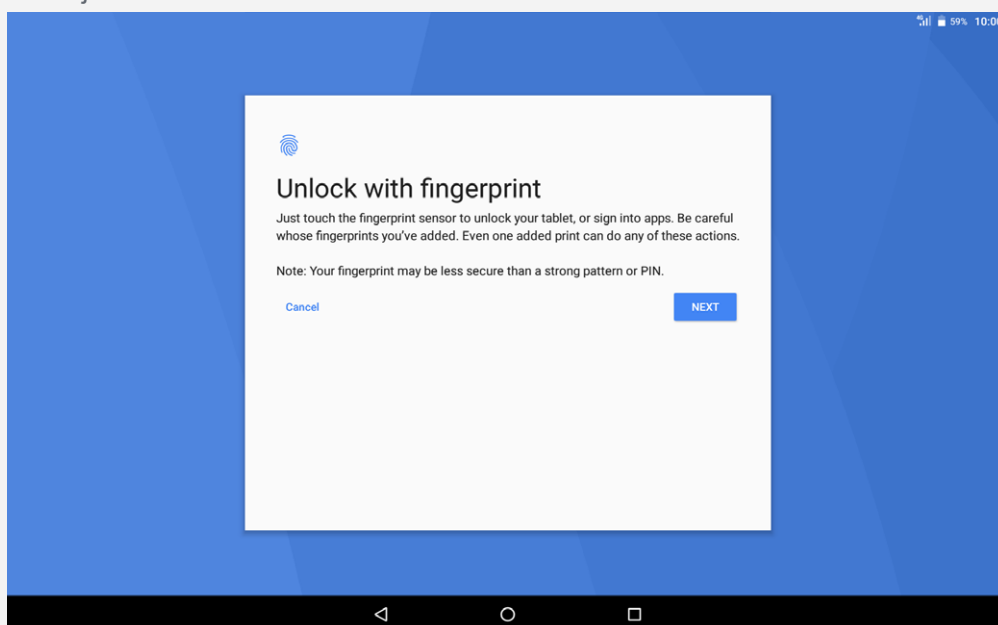 4G 59% 10:0
Unlock with fingerprint
Just touch the fingerprint sensor to unlock your tablet, or sign into apps. Be careful
whose fingerprints you've added. Even one added print can do any of these actions.
Note: Your fingerprint may be less secure than a strong pattern or PIN.
Cancel
NEXT